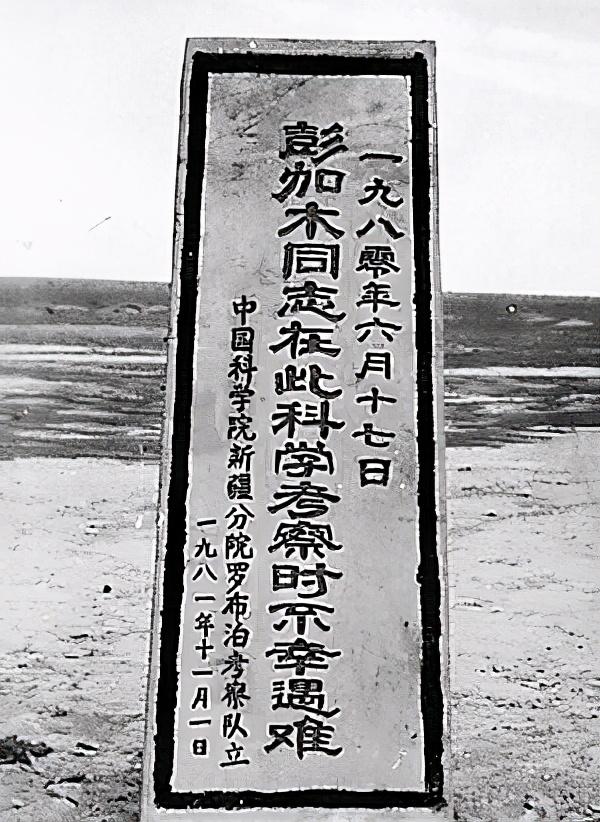 一九八零年六月十七日
彭加木同志在此科学考察时不幸遇难
中国科学院新疆分院罗布泊考察队立
一九八一年十一月一日